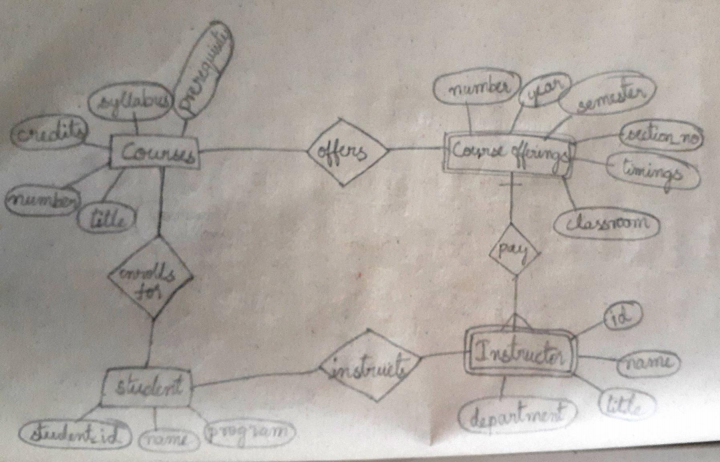 prerequisite
syllabus
credits
Courses
number
title
offers
number
year
semester
Course offerings
section_no
timings
classroom
enrolls
for
pay
id
Instructor
name
title
department
instructs
student
student_id
name
program